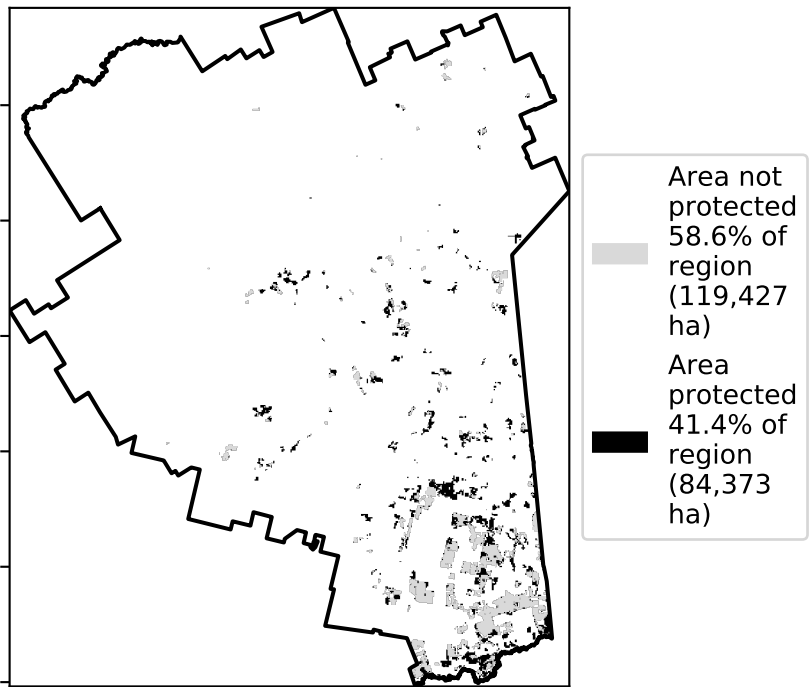 Area not
protected
58.6% of
region
(119,427
ha)
Area
protected
41.4% of
region
(84,373
ha)